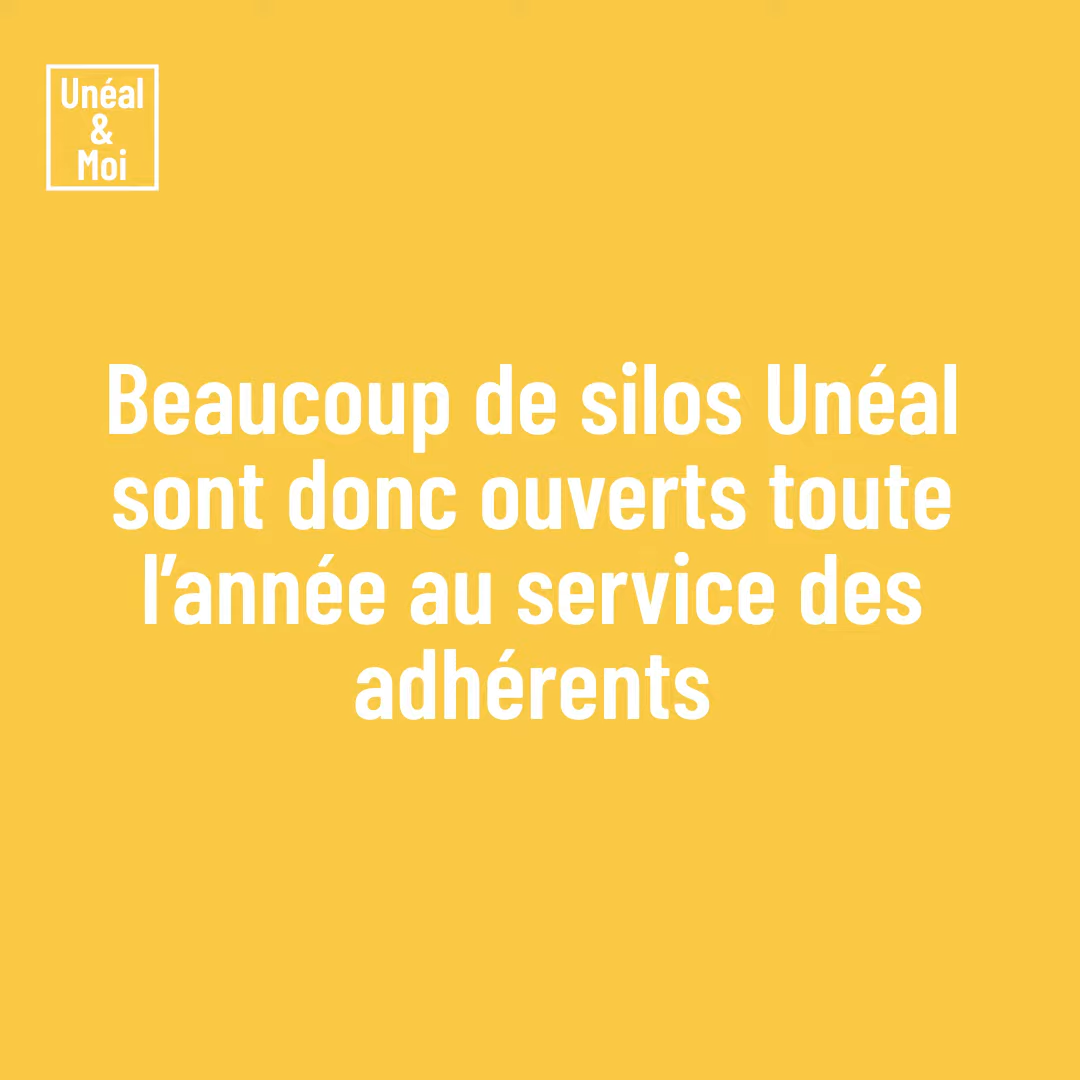 Unéal
&
Moi
Beaucoup de silos Unéal
sont donc ouverts toute
l’année au service des
adhérents